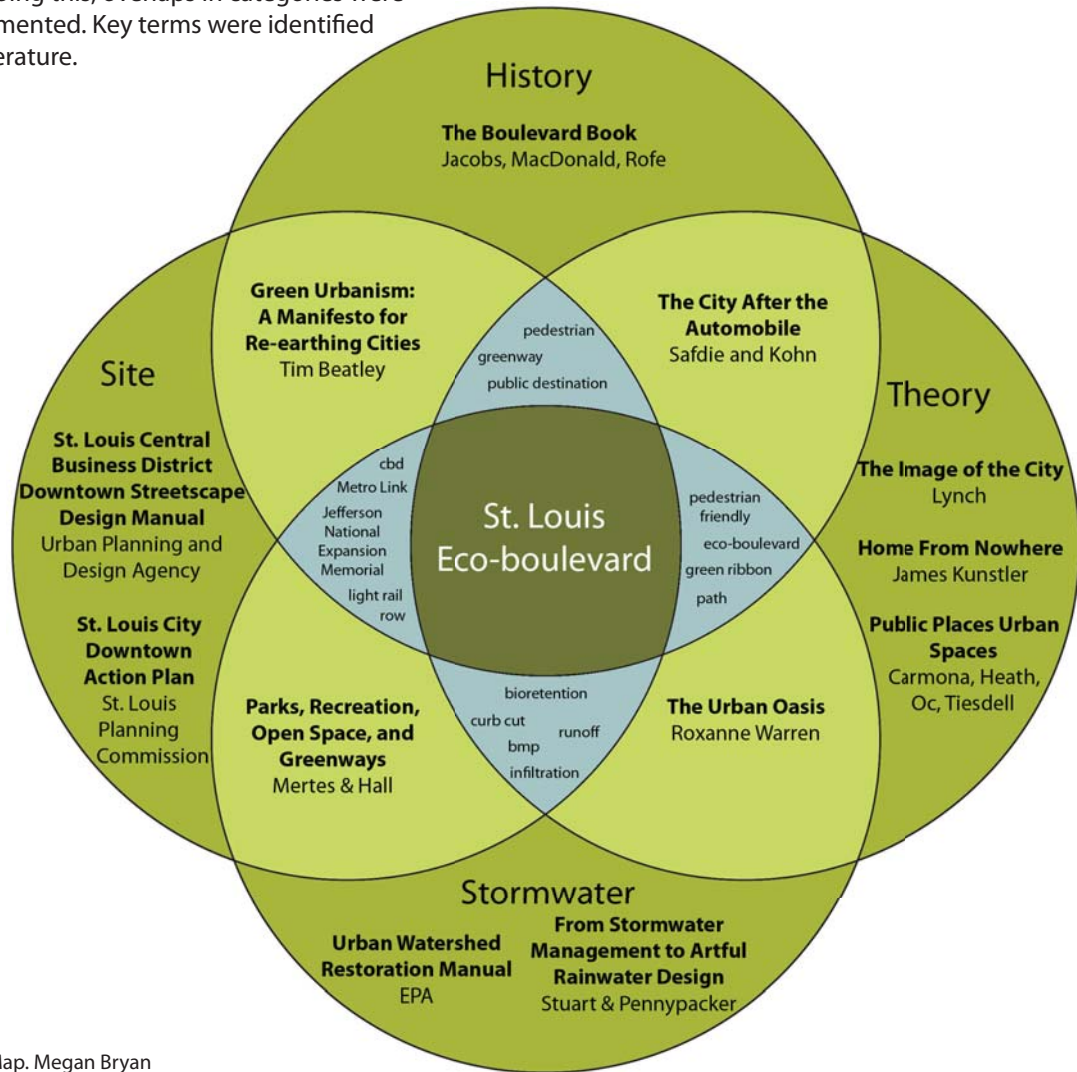 mented. Key terms were identified
erature.
History
The Boulevard Book
Jacobs, MacDonald, Rofe
Green Urbanism:
A Manifesto for
Re-earthing Cities
Tim Beatley
The City After the
Automobile
Safdie and Kohn
pedestrian
greenway
public destination
Site
St. Louis Central
Business District
Downtown Streetscape
Design Manual
Urban Planning and
Design Agency
St. Louis City
Downtown
Action Plan
St. Louis
Planning
Commission
cbd
Metro Link
Jefferson
National
Expansion
Memorial
light rail
row
St. Louis
Eco-boulevard
pedestrian
friendly
eco-boulevard
green ribbon
path
Theory
The Image of the City
Lynch
Home From Nowhere
James Kunstler
Public Places Urban
Spaces
Carmona, Heath,
Oc, Tiesdell
Parks, Recreation,
Open Space, and
Greenways
Mertes & Hall
bioretention
curb cut
runoff
bmp
infiltration
The Urban Oasis
Roxanne Warren
Stormwater
Urban Watershed
Restoration Manual
EPA
From Stormwater
Management to Artful
Rainwater Design
Stuart & Pennypacker
Map. Megan Bryan